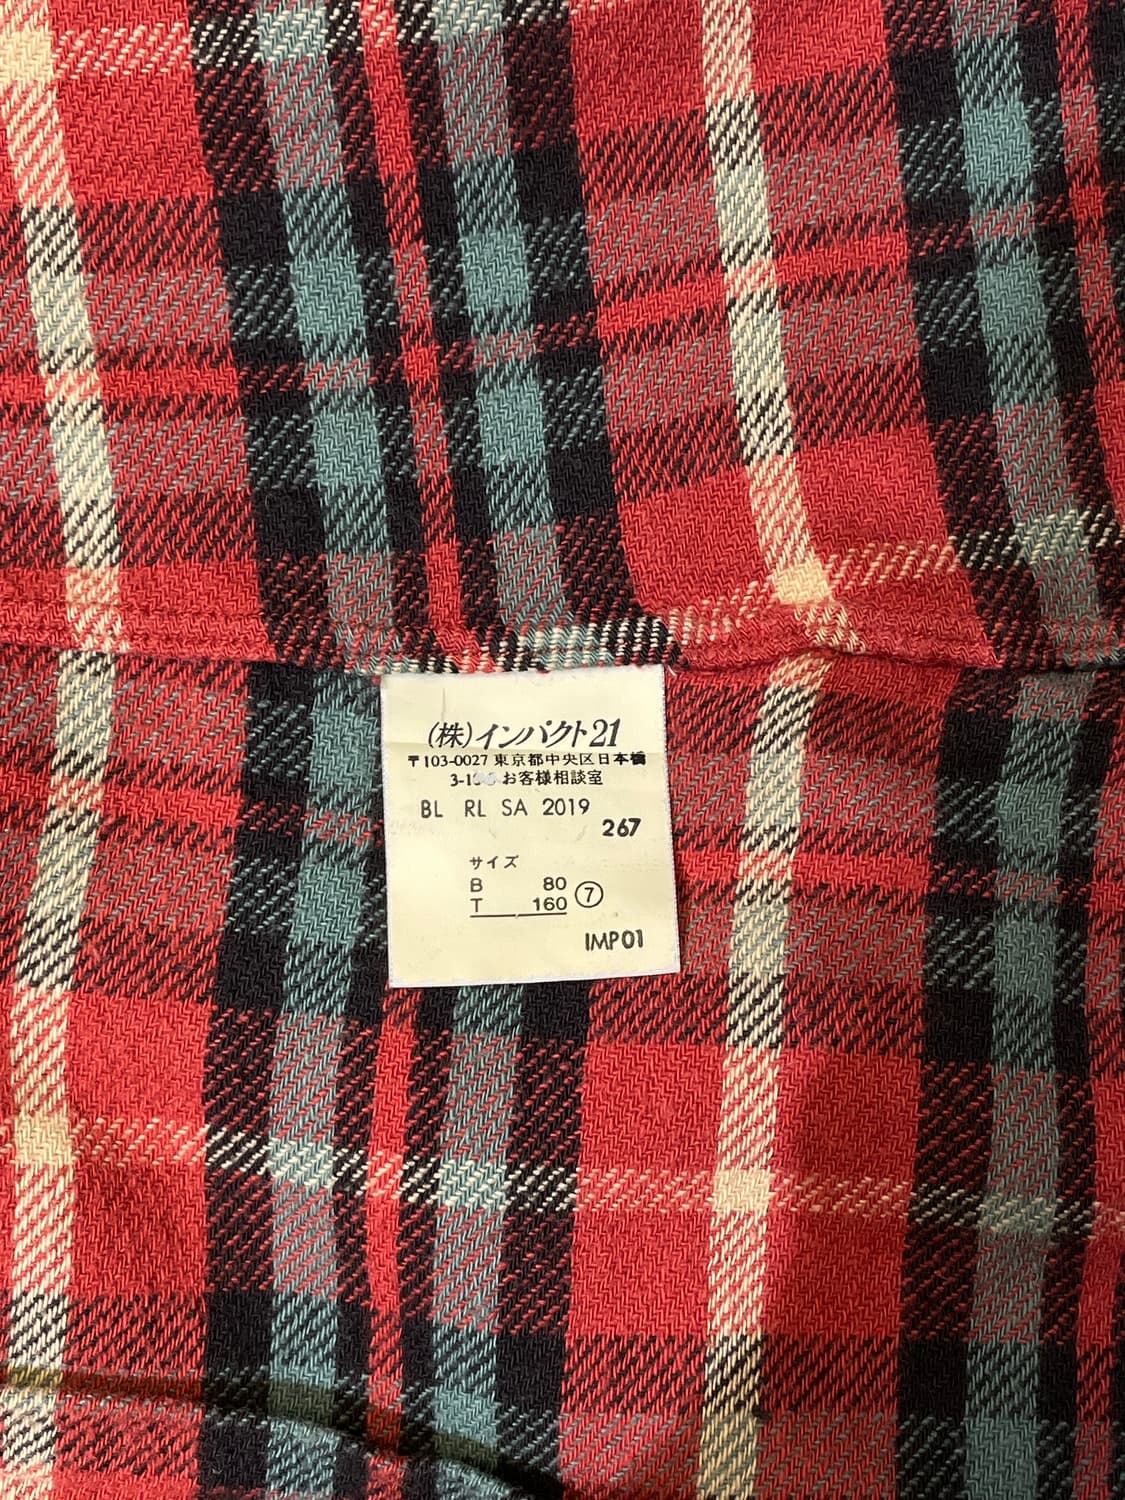 (株)インパクト21
〒103-0027 東京都中央区日本橋
お客様相談室
BL RL SA 2019
267
サイズ
B 80
T 160 ⑦
IMP01